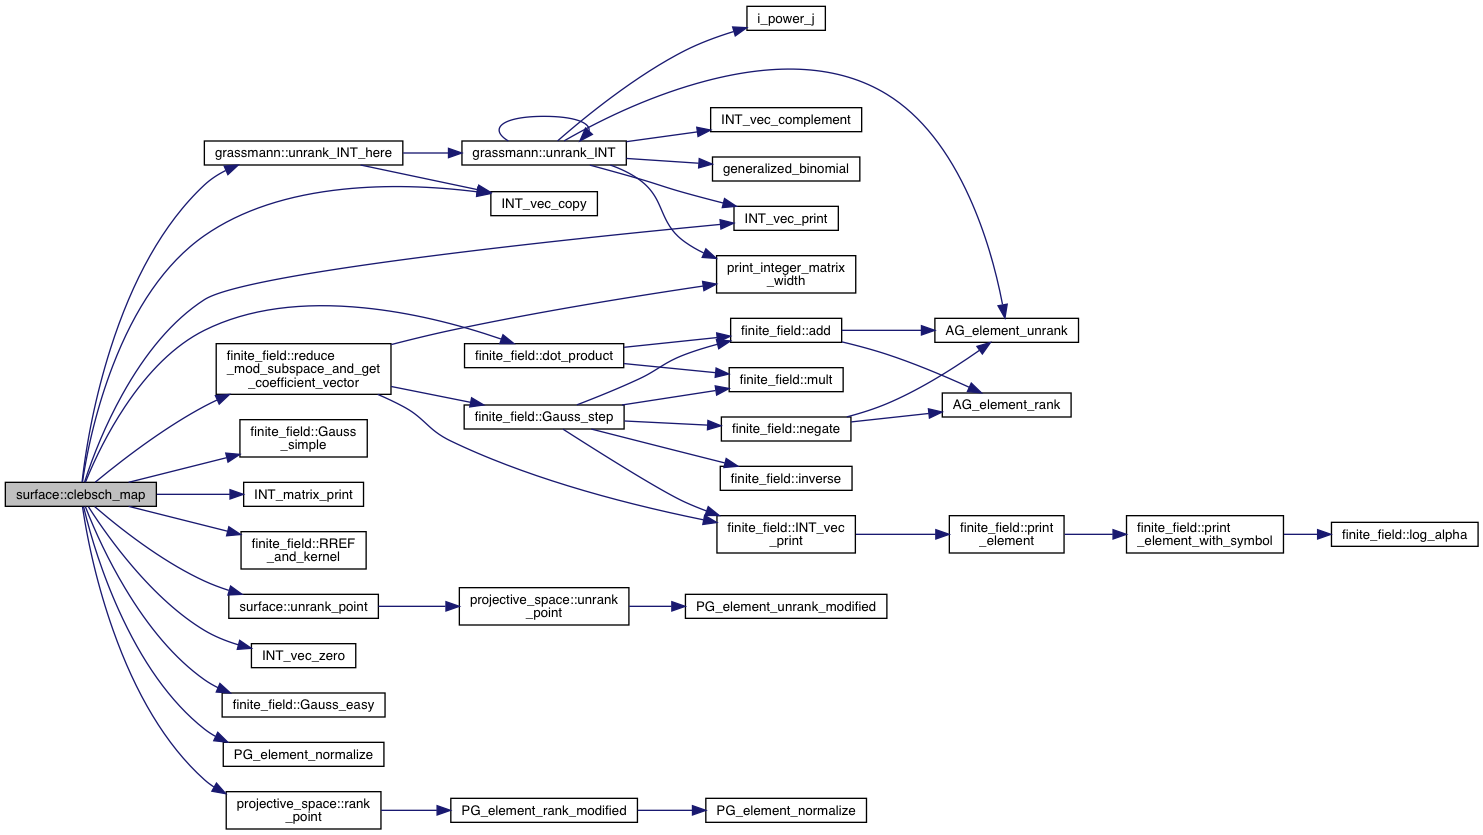 i_power_j
INT_vec_complement
grassmann::unrank_INT_here
grassmann::unrank_INT
generalized_binomial
INT_vec_copy
INT_vec_print
print_integer_matrix
_width
finite_field::add
AG_element_unrank
finite_field::reduce
_mod_subspace_and_get
_coefficient_vector
finite_field::dot_product
finite_field::mult
AG_element_rank
finite_field::Gauss_step
finite_field::negate
finite_field::Gauss
_simple
finite_field::inverse
surface::clebsch_map
INT_matrix_print
finite_field::INT_vec
_print
finite_field::print
_element
finite_field::print
_element_with_symbol
finite_field::log_alpha
finite_field::RREF
_and_kernel
surface::unrank_point
projective_space::unrank
_point
PG_element_unrank_modified
INT_vec_zero
finite_field::Gauss_easy
PG_element_normalize
projective_space::rank
_point
PG_element_rank_modified
PG_element_normalize